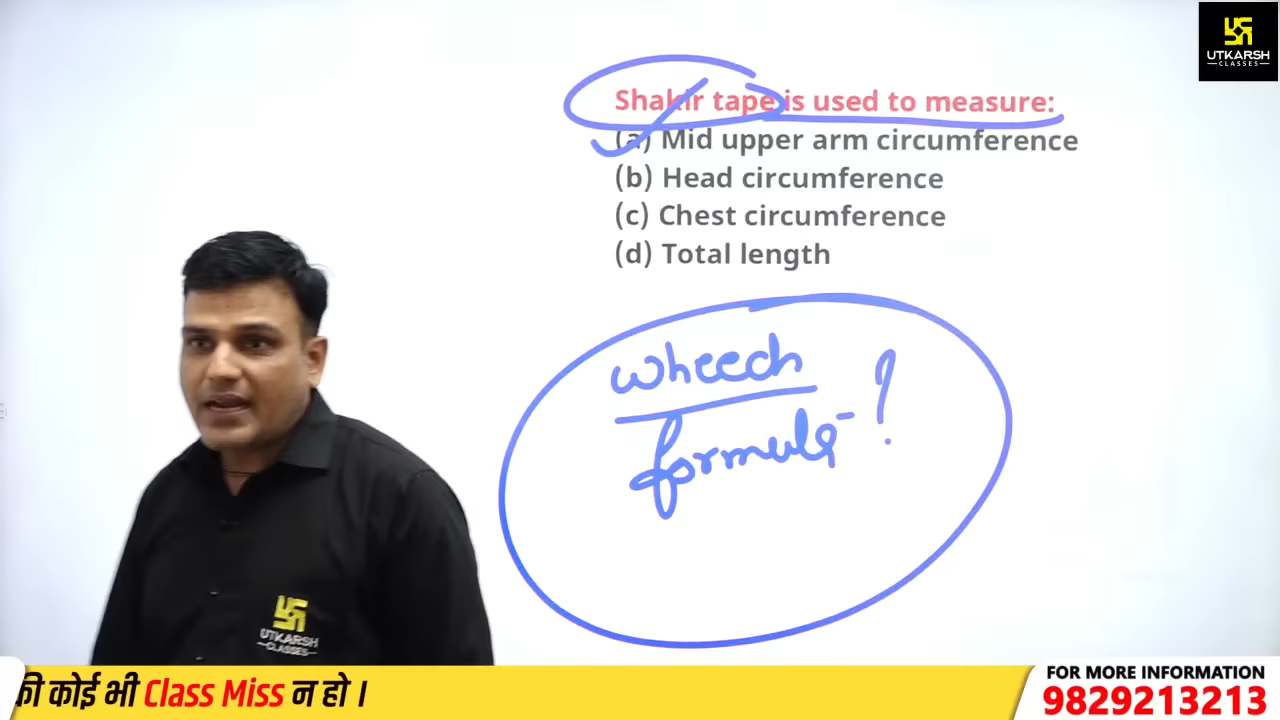 UTKARSH
CLASSES
Shakir tape is used to measure:
(a) Mid upper arm circumference
(b) Head circumference
(c) Chest circumference
(d) Total length
wheech
formula - ?
UTKARSH
CLASSES
की कोई भी Class Miss न हो ।
FOR MORE INFORMATION
9829213213